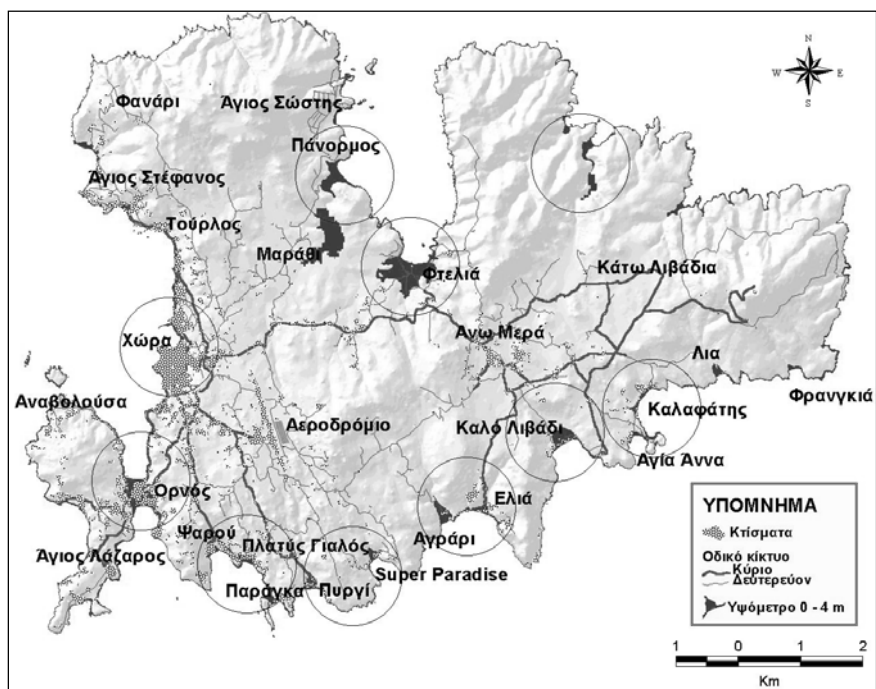 N
W E
S
Φανάρι
Άγιος Σώστης
Πάνορμος
Άγιος Στέφανος
Τούρλος
Μαράθι
Φτελιά
Κάτω Λιβάδια
Χώρα
Ανω Μερά
Λια
Αναβολούσα
Φρανγκιά
Καλαφάτης
Αεροδρόμιο
Καλό Λιβάδι
Αγία Άννα
Ορνός
Ελιά
Ψαρού
Αγράρι
Πλατύς Γιαλός
Άγιος Λάζαρος
Super Paradise
Παράγκα
Πυργί
ΥΠΟΜΝΗΜΑ
Κτίσματα
Οδικό κίκτυο
Κύριο
Δευτερεύον
Υψόμετρο 0 - 4 m
1 0 1 2
Km